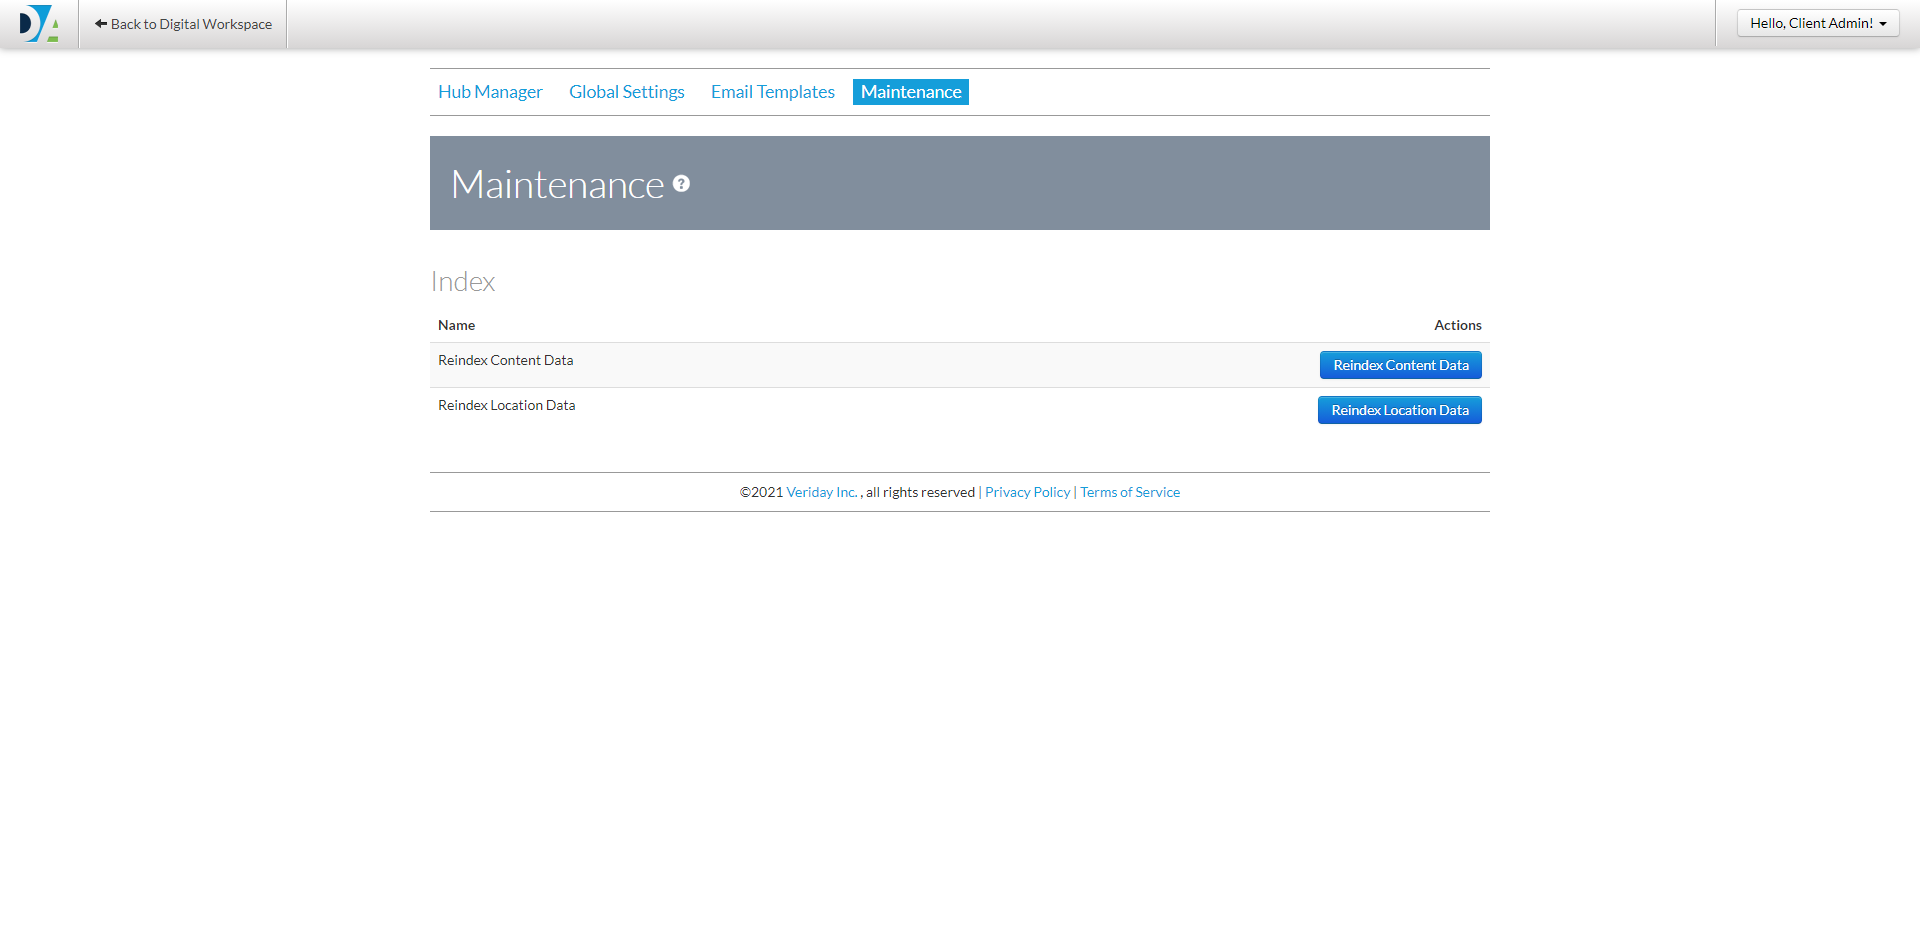 DA
Back to Digital Workspace
Hello, Client Admin!
Hub Manager Global Settings Email Templates Maintenance
Maintenance ?
Index
Name Actions
Reindex Content Data Reindex Content Data
Reindex Location Data Reindex Location Data
©2021 Veriday Inc. , all rights reserved | Privacy Policy | Terms of Service